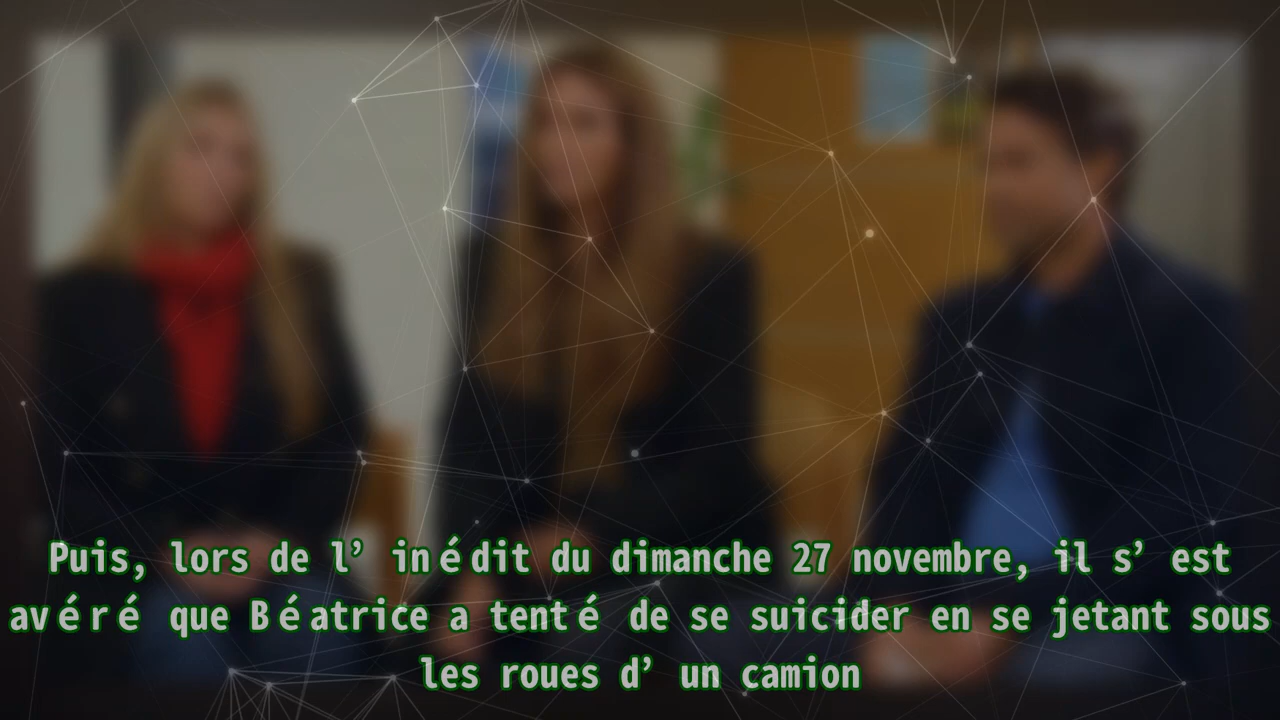 Puis, lors de l’ inédit du dimanche 27 novembre, il s’ est
avéré que Béatrice a tenté de se suicider en se jetant sous
les roues d’ un camion